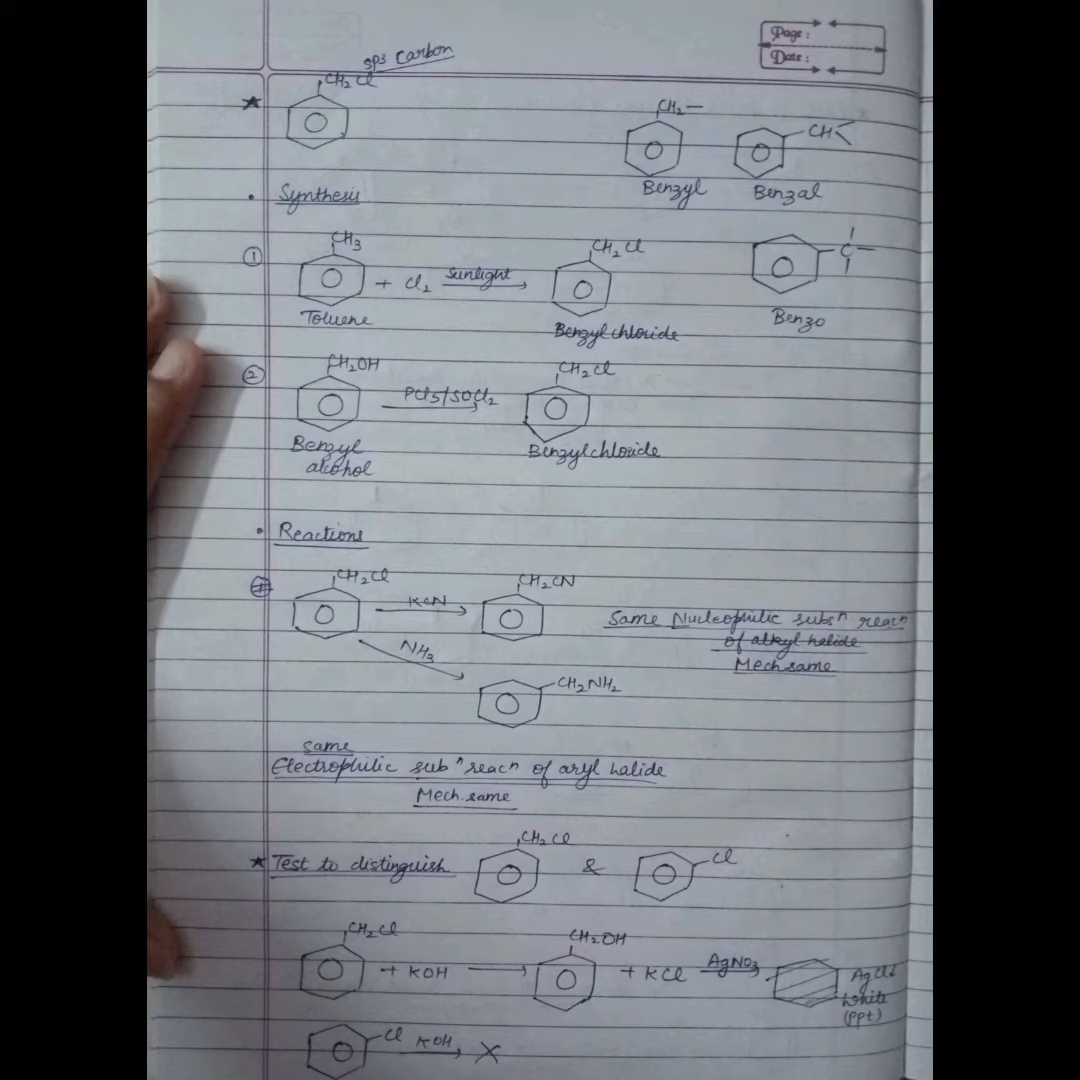 Page :
Date :
sp3 Carbon
CH2Cl
CH2—
CH
Benzyl Benzal
Synthesis
① CH3 + Cl2 Sunlight CH2Cl
C
Toluene Benzylchloride Benzo
② CH2OH PCl5/SOCl2 CH2Cl
Benzyl alcohol Benzylchloride
Reactions
CH2Cl KCN CH2CN
Same Nucleophilic subsn reacn
of alkyl halide
Mech same
NH3 CH2NH2
same
Electrophilic subn reacn of aryl halide
Mech. same
Test to distinguish CH2Cl & Cl
CH2Cl + KOH CH2OH + KCl AgNO3 AgCl↓
white
(ppt)
Cl KOH X